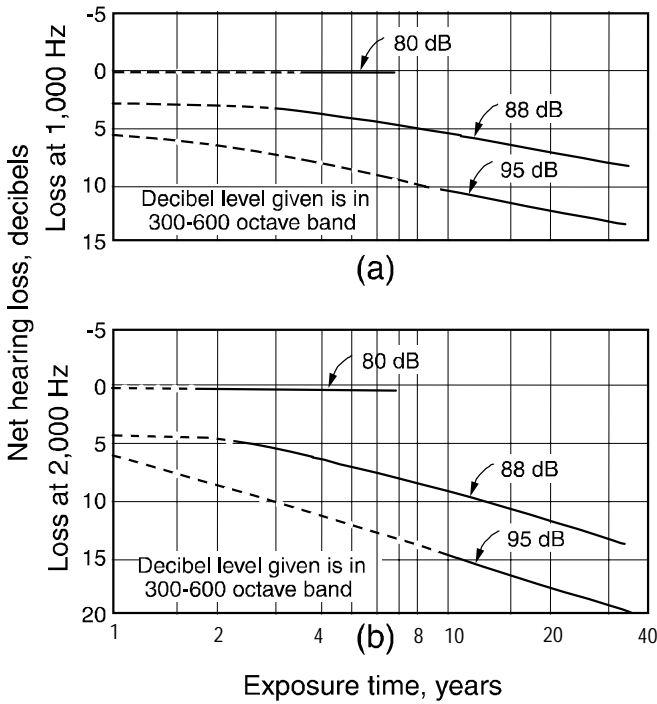 Net hearing loss, decibels
Loss at 1,000 Hz
-5
0
5
10
15
80 dB
88 dB
95 dB
Decibel level given is in
300-600 octave band
(a)
Loss at 2,000 Hz
-5
0
5
10
15
20
80 dB
88 dB
95 dB
Decibel level given is in
300-600 octave band
1 2 4 8 10 20 40
(b)
Exposure time, years